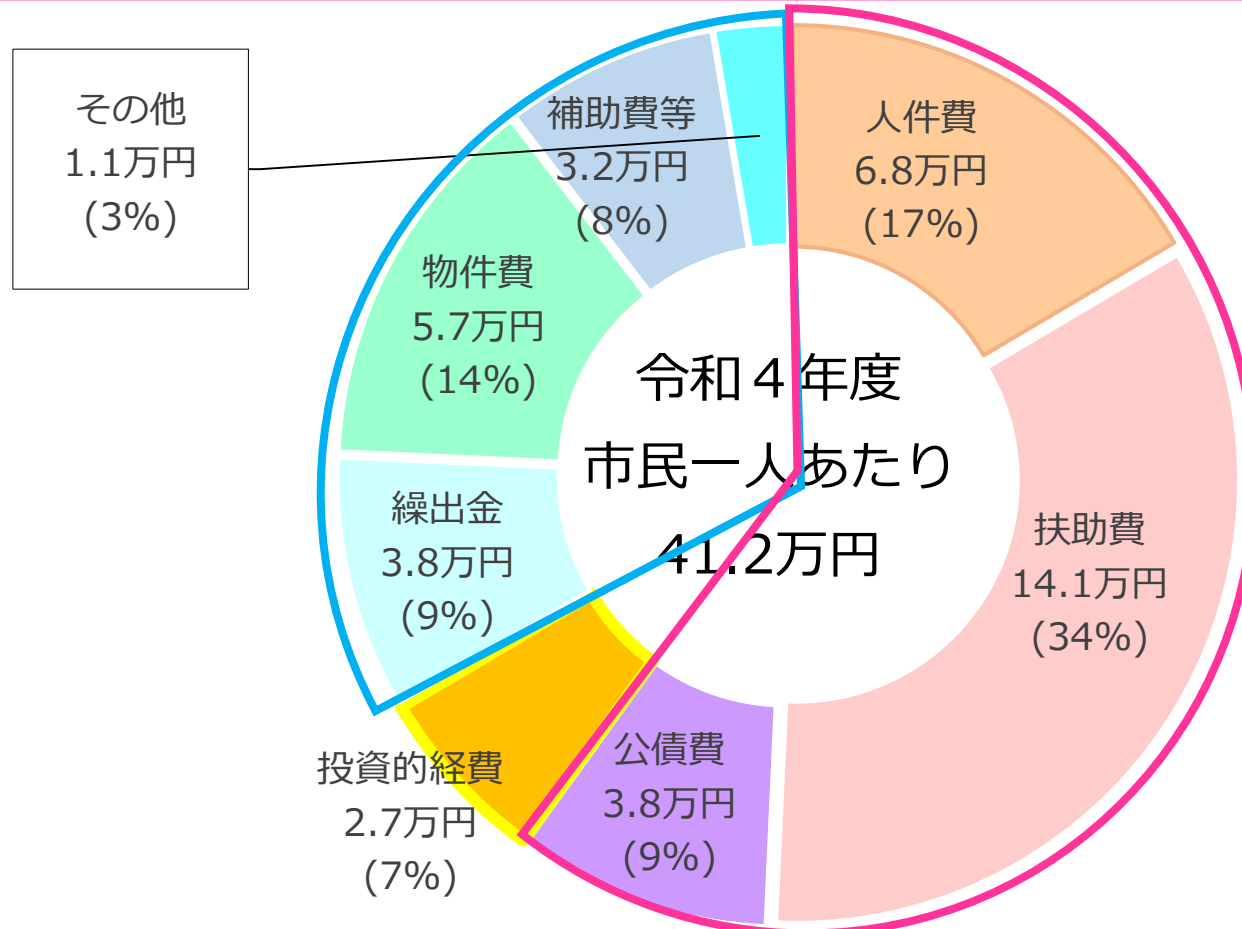 その他
1.1万円
(3%)
補助費等
3.2万円
(8%)
人件費
6.8万円
(17%)
物件費
5.7万円
(14%)
令和４年度
市民一人あたり
41.2万円
繰出金
3.8万円
(9%)
扶助費
14.1万円
(34%)
投資的経費
2.7万円
(7%)
公債費
3.8万円
(9%)